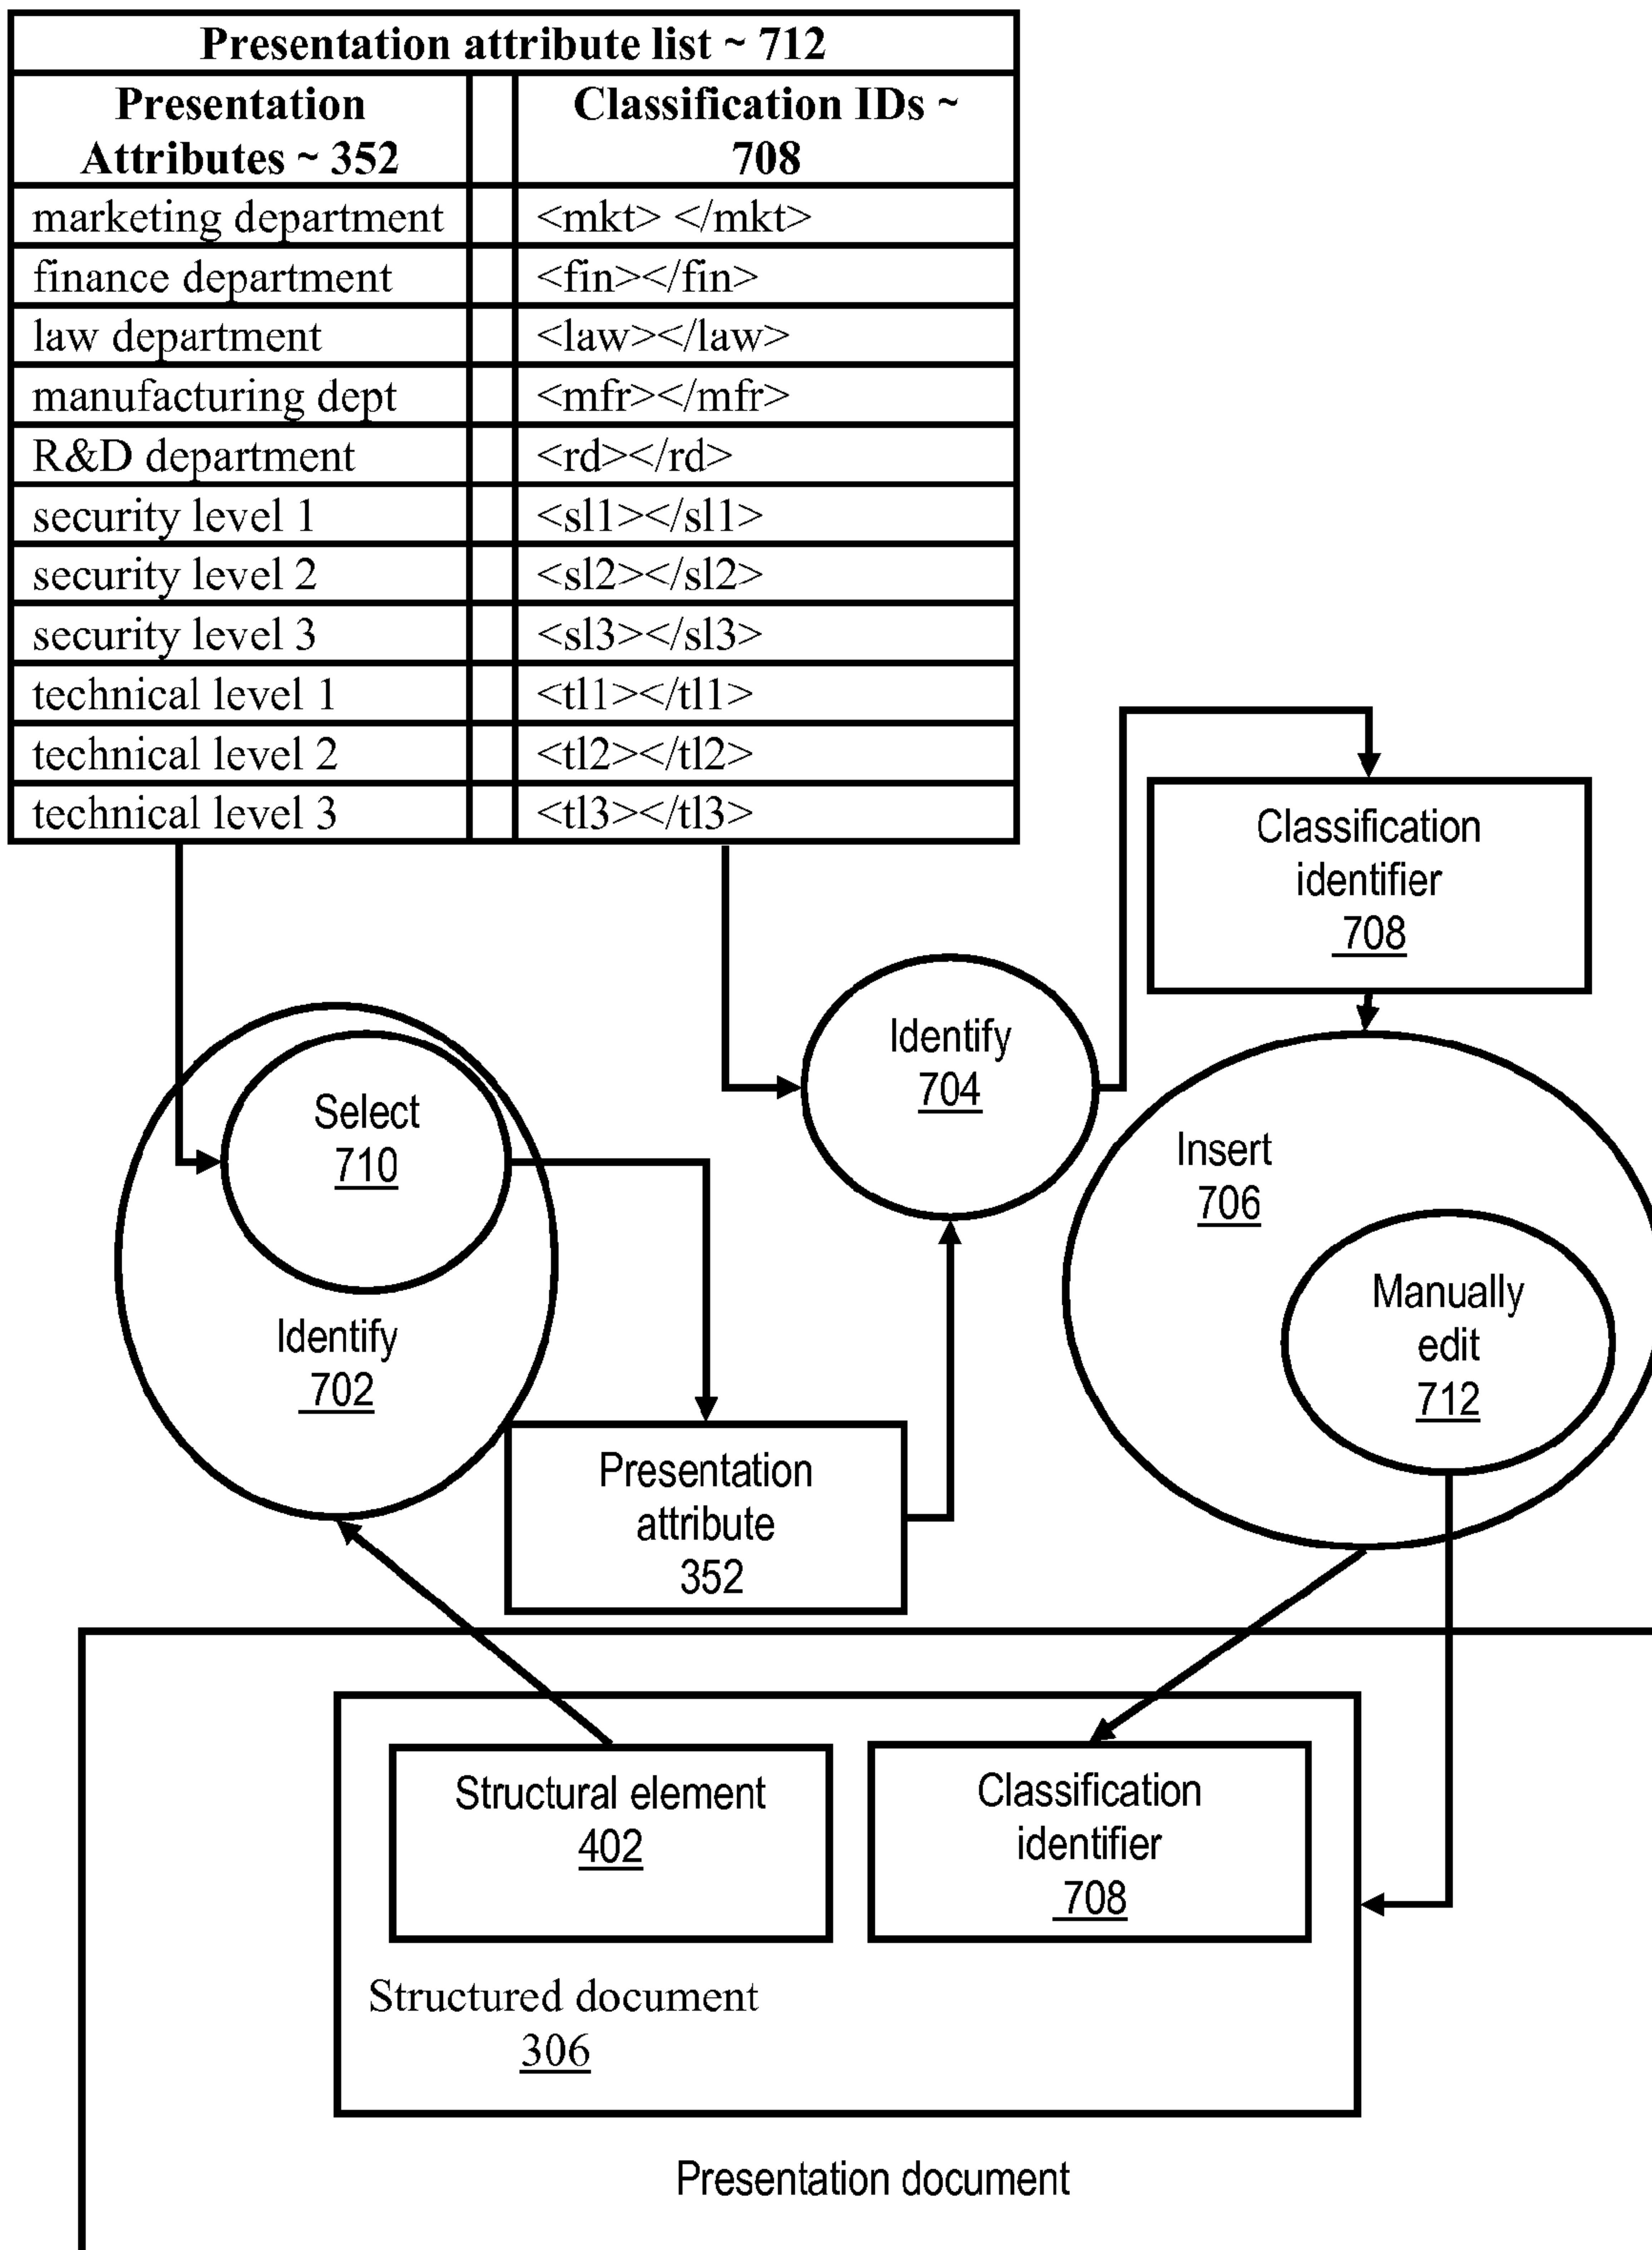 Presentation attribute list ~ 712
Presentation
Attributes ~ 352
Classification IDs ~
708
marketing department <mkt> </mkt>
finance department <fin></fin>
law department <law></law>
manufacturing dept <mfr></mfr>
R&D department <rd></rd>
security level 1 <sl1></sl1>
security level 2 <sl2></sl2>
security level 3 <sl3></sl3>
technical level 1 <tl1></tl1>
technical level 2 <tl2></tl2>
technical level 3 <tl3></tl3>
Classification
identifier
708
Identify
704
Select
710
Identify
702
Insert
706
Manually
edit
712
Presentation
attribute
352
Structural element
402
Classification
identifier
708
Structured document
306
Presentation document